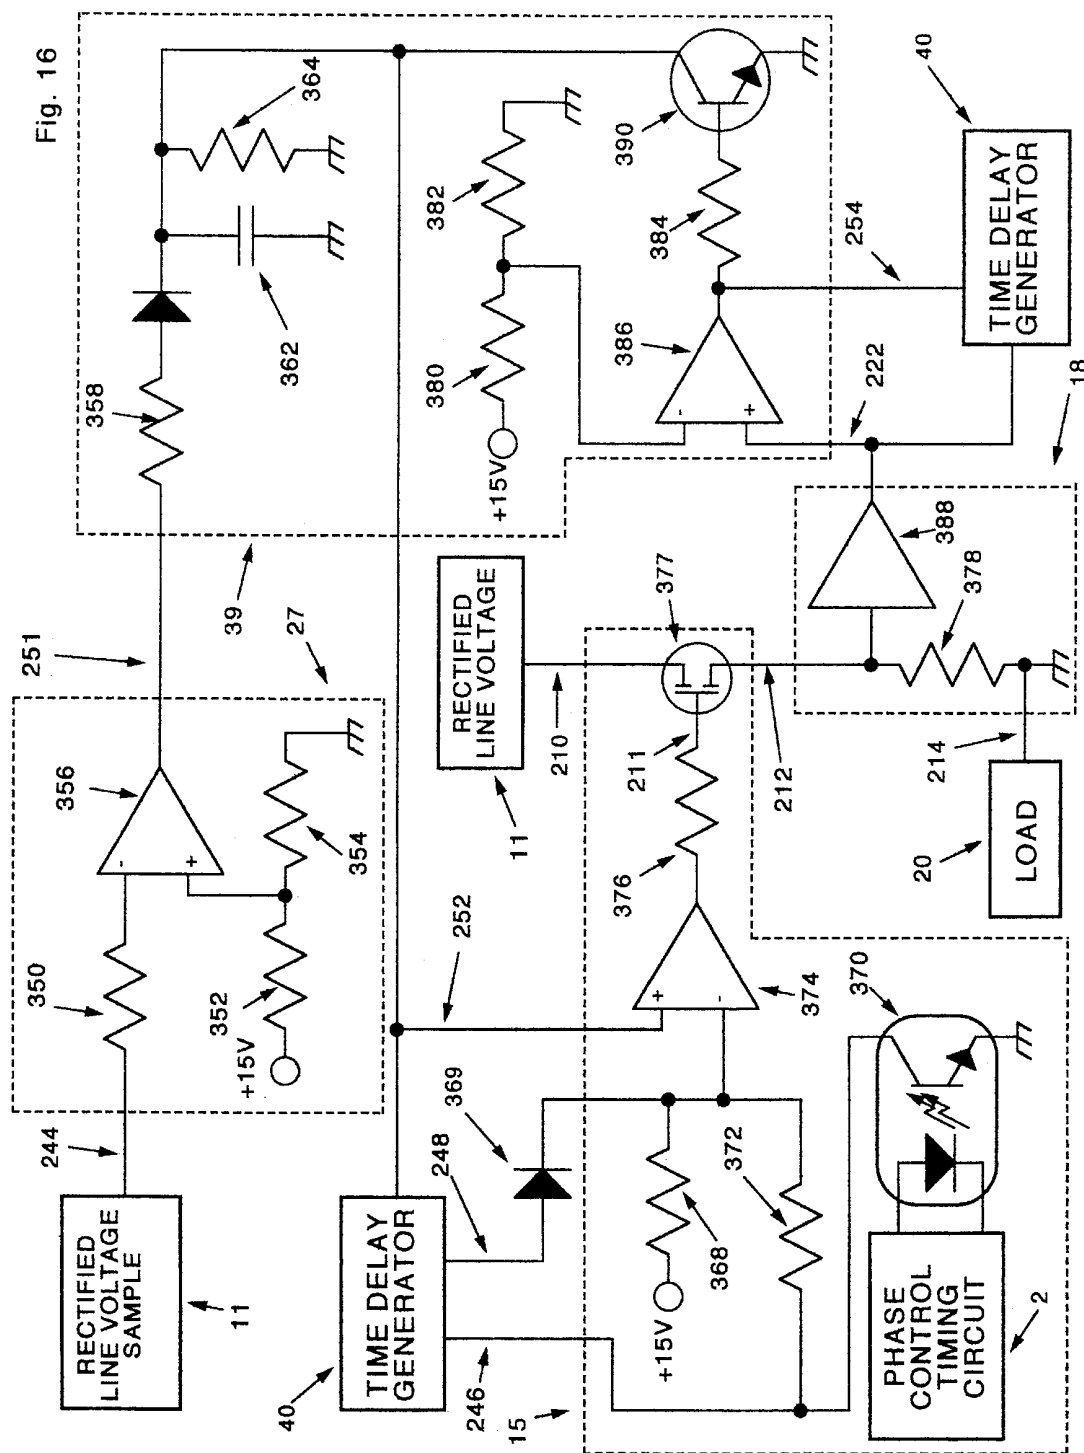 Fig. 16
RECTIFIED
LINE VOLTAGE
SAMPLE
11
244
350
352
+15V
354
356
27
251
39
358
362
364
40
TIME DELAY
GENERATOR
246
248
369
252
RECTIFIED
LINE VOLTAGE
11
210
377
211
376
212
374
+
-
+
-
380
382
+15V
386
-
+
384
390
254
222
40
TIME DELAY
GENERATOR
18
388
378
214
20
LOAD
15
+15V
368
372
370
PHASE
CONTROL
TIMING
CIRCUIT
2